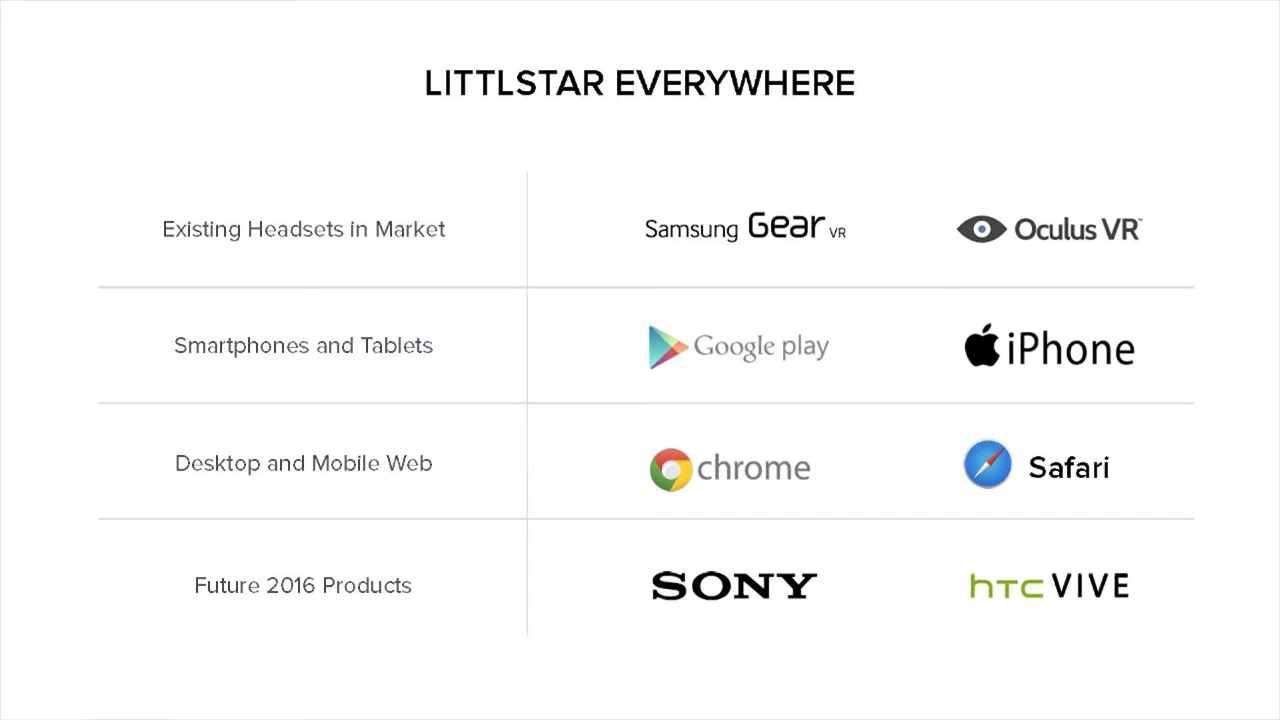 LITTLSTAR EVERYWHERE
Existing Headsets in Market
Samsung Gear VR
Oculus VR™
Smartphones and Tablets
Google play
iPhone
Desktop and Mobile Web
chrome
Safari
Future 2016 Products
SONY
hTC VIVE